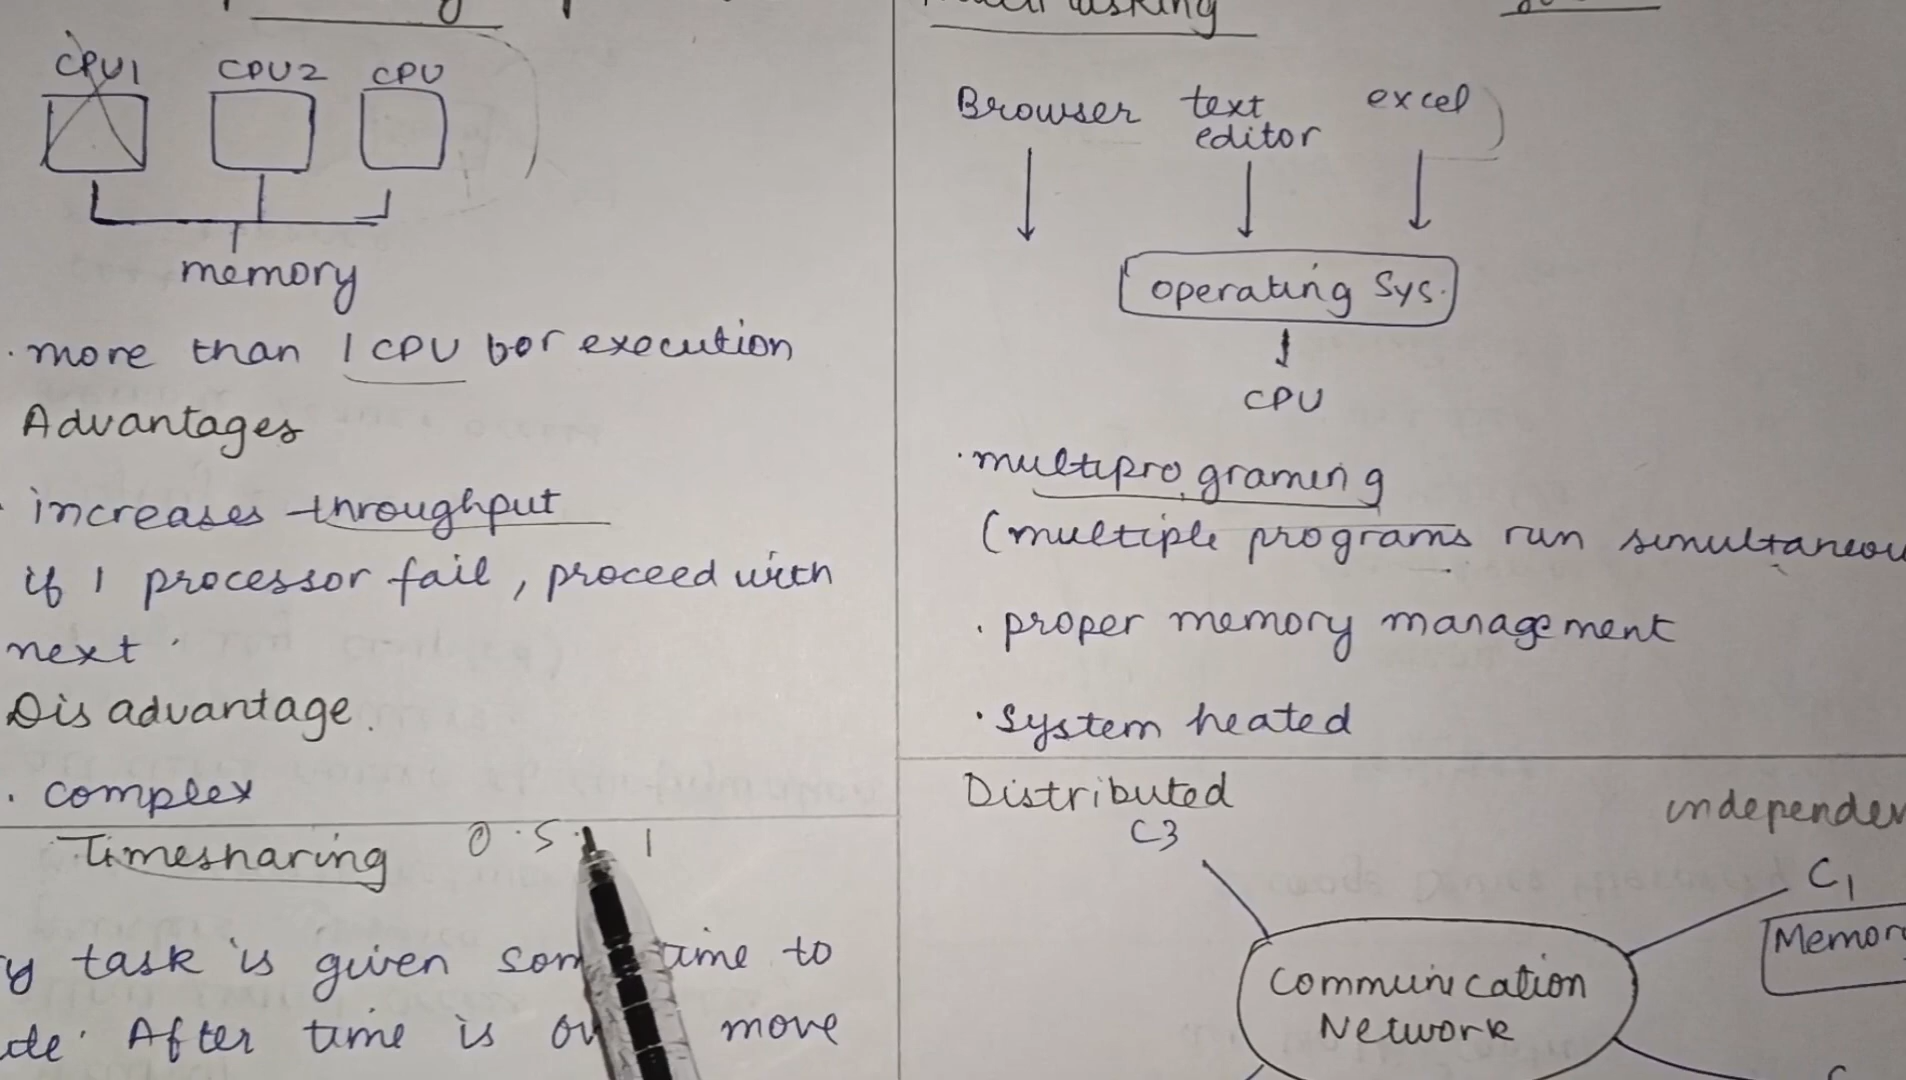 CPU1 CPU2 CPU
memory
. more than 1 CPU for execution
Advantages
. increases throughput
if 1 processor fail, proceed with
next .
Disadvantage.
. complex
Timesharing 0.5 1
task is given time to
After time is move
tasking
Browser text editor excel
operating Sys.
CPU
. multiprograming
(multiple programs run simultaneou
. proper memory management
. system heated
Distributed independen
C3
C1
Memor
Communication
Network